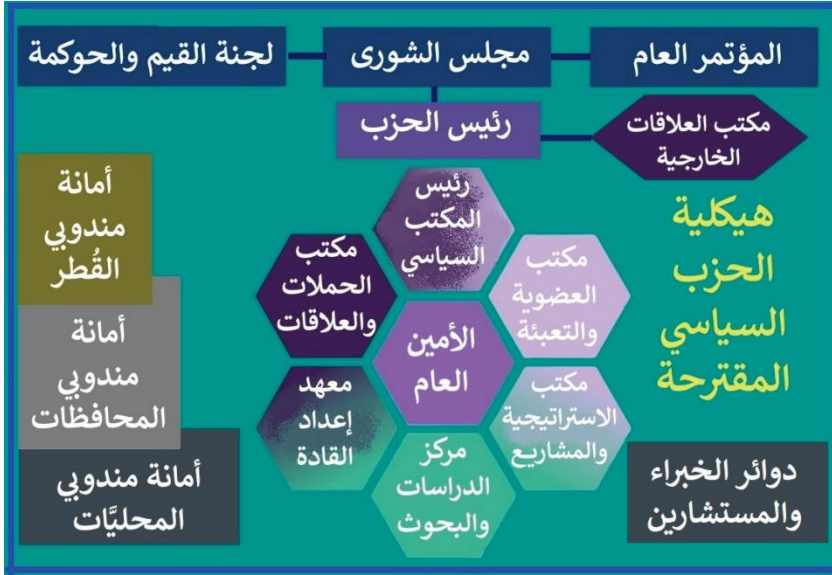 المؤتمر العام
مجلس الشورى
لجنة القيم والحوكمة
رئيس الحزب
مكتب العلاقات
الخارجية
هيكلية
الحزب
السياسي
المقترحة
رئيس
المكتب
السياسي
مكتب
العضوية
والتعبئة
مكتب
الحملات
والعلاقات
الأمين
العام
مكتب
الاستراتيجية
والمشاريع
معهد
إعداد
القادة
مركز
الدراسات
والبحوث
أمانة
مندوبي
القُطر
أمانة
مندوبي
المحافظات
أمانة مندوبي
المحليَّات
دوائر الخبراء
والمستشارين